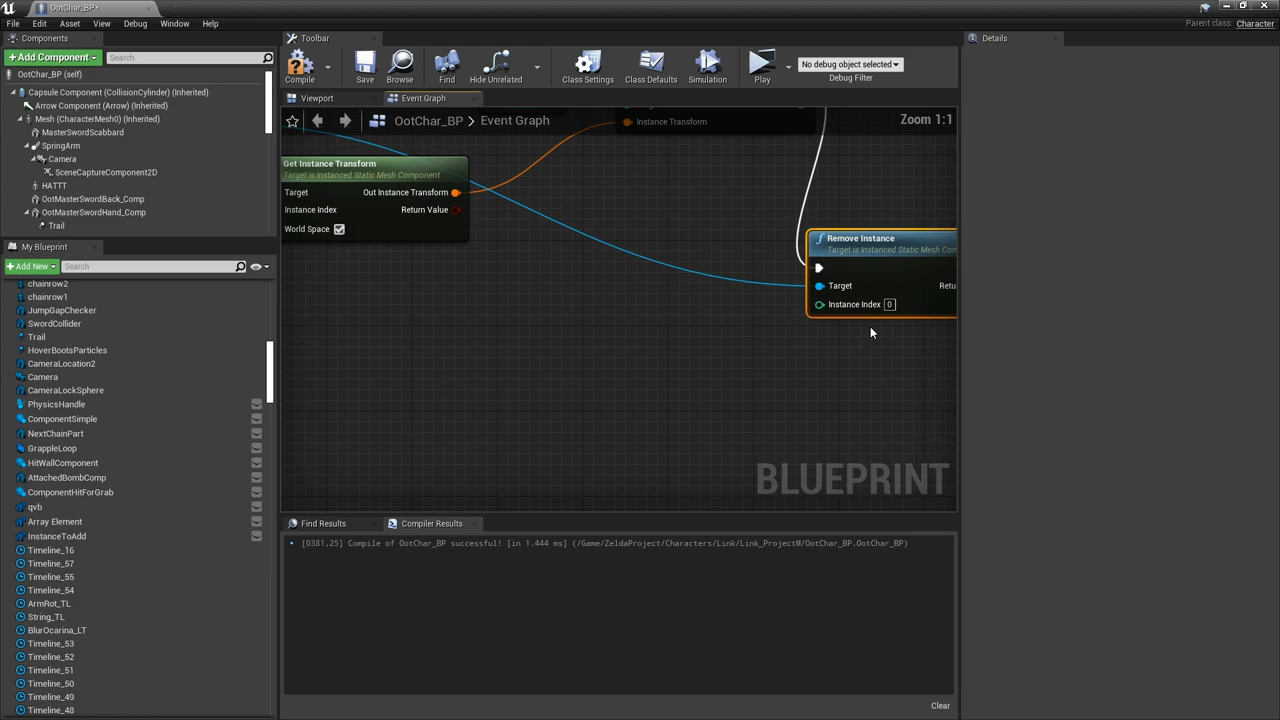 OotChar_BP*
File
Edit
Asset
View
Debug
Window
Help
Parent class: Character
Components
+ Add Component
Search
OotChar_BP (self)
Capsule Component (CollisionCylinder) (Inherited)
Arrow Component (Arrow) (Inherited)
Mesh (CharacterMesh0) (Inherited)
MasterSwordScabbard
SpringArm
Camera
SceneCaptureComponent2D
HATTT
OotMasterSwordBack_Comp
OotMasterSwordHand_Comp
Trail
My Blueprint
+ Add New
Search
chainrow2
chainrow1
JumpGapChecker
SwordCollider
Trail
HoverBootsParticles
CameraLocation2
Camera
CameraLockSphere
PhysicsHandle
ComponentSimple
NextChainPart
GrappleLoop
HitWallComponent
AttachedBombComp
ComponentHitForGrab
qvb
Array Element
InstanceToAdd
Timeline_16
Timeline_57
Timeline_55
Timeline_54
ArmRot_TL
String_TL
BlurOcarina_LT
Timeline_53
Timeline_52
Timeline_51
Timeline_50
Timeline_49
Timeline_48
Toolbar
Compile
Save
Browse
Find
Hide Unrelated
Class Settings
Class Defaults
Simulation
Play
No debug object selected
Debug Filter
Viewport
Event Graph
OotChar_BP > Event Graph
Zoom 1:1
Instance Transform
Get Instance Transform
Target is Instanced Static Mesh Component
Target
Out Instance Transform
Instance Index
Return Value
World Space
Remove Instance
Target is Instanced Static Mesh Con
Target
Retu
Instance Index 0
BLUEPRINT
Find Results
Compiler Results
[0381,25] Compile of OotChar_BP successful! [in 1.444 ms] (/Game/ZeldaProject/Characters/Link/Link_ProjectM/OotChar_BP.OotChar_BP)
Clear
Details